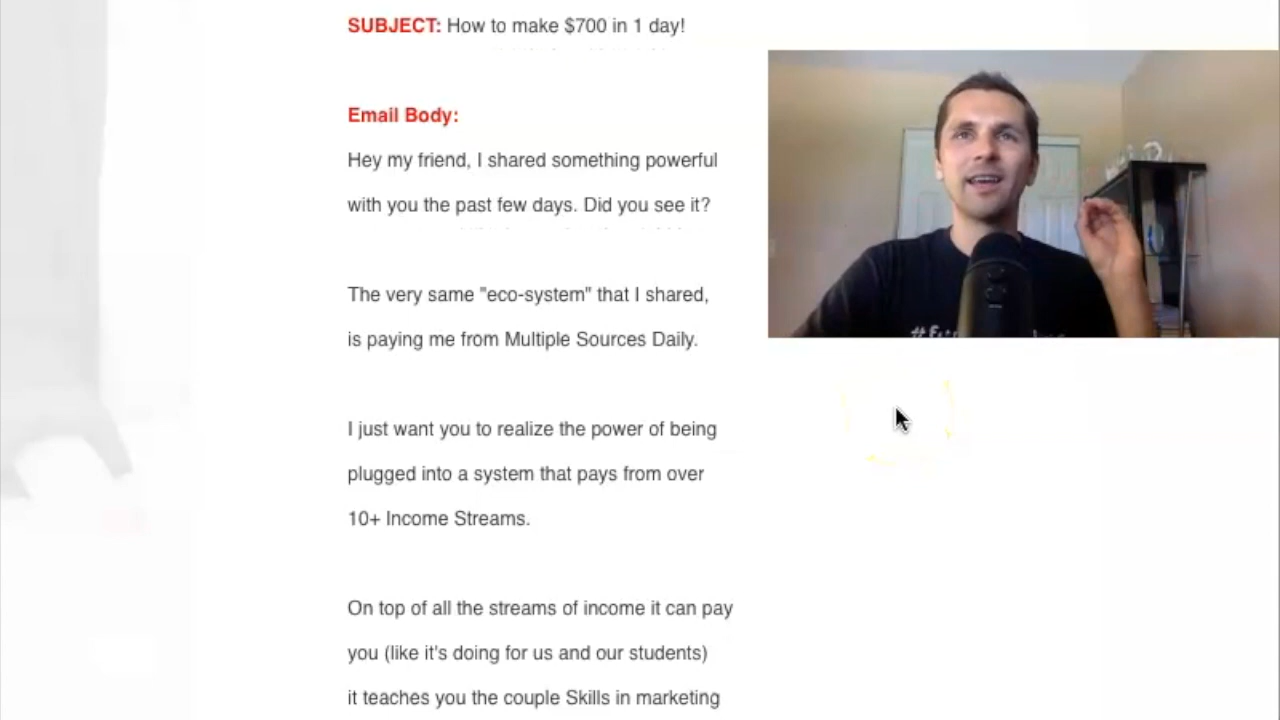 SUBJECT: How to make $700 in 1 day!
Email Body:
Hey my friend, I shared something powerful
with you the past few days. Did you see it?
The very same "eco-system" that I shared,
is paying me from Multiple Sources Daily.
I just want you to realize the power of being
plugged into a system that pays from over
10+ Income Streams.
On top of all the streams of income it can pay
you (like it's doing for us and our students)
it teaches you the couple Skills in marketing